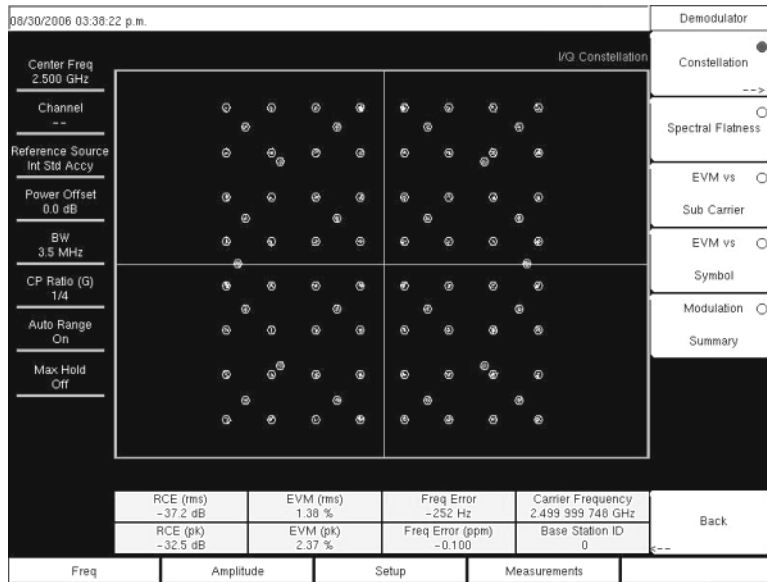 08/30/2006 03:38:22 p.m.
Demodulator
I/Q Constellation
Center Freq
2.500 GHz
Channel
--
Reference Source
Int Std Accy
Power Offset
0.0 dB
BW
3.5 MHz
CP Ratio (G)
1/4
Auto Range
On
Max Hold
Off
Constellation
-->
Spectral Flatness
EVM vs
Sub Carrier
EVM vs
Symbol
Modulation
Summary
RCE (rms)
-37.2 dB
EVM (rms)
1.38 %
Freq Error
-252 Hz
Carrier Frequency
2.499 999 748 GHz
RCE (pk)
-32.5 dB
EVM (pk)
2.37 %
Freq Error (ppm)
-0.100
Base Station ID
0
Back
<--
Freq
Amplitude
Setup
Measurements